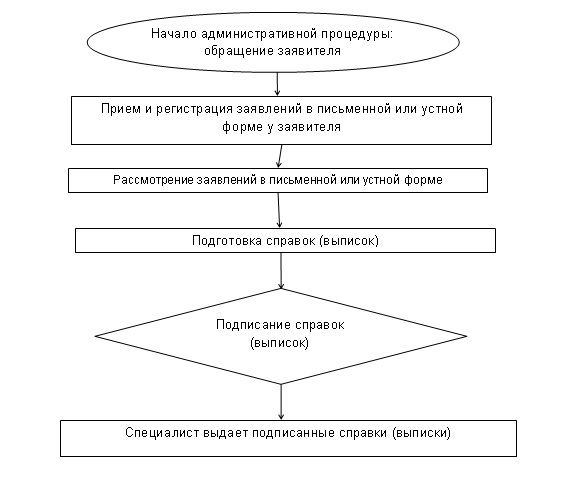 Начало административной процедуры:
обращение заявителя
Прием и регистрация заявлений в письменной или устной
форме у заявителя
Рассмотрение заявлений в письменной или устной форме
Подготовка справок (выписок)
Подписание справок
(выписок)
Специалист выдает подписанные справки (выписки)